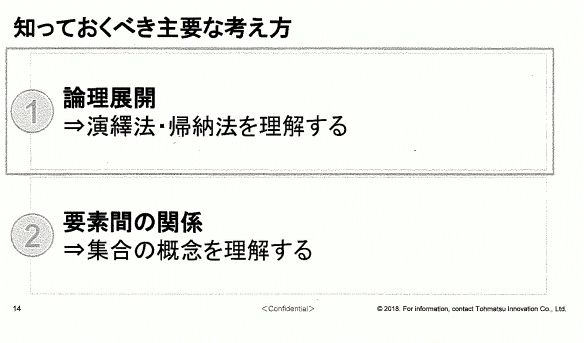 知っておくべき主要な考え方
1
論理展開
⇒演繹法・帰納法を理解する
2
要素間の関係
⇒集合の概念を理解する
14
<Confidential>
© 2018. For information, contact Tohmatsu Innovation Co., Ltd.